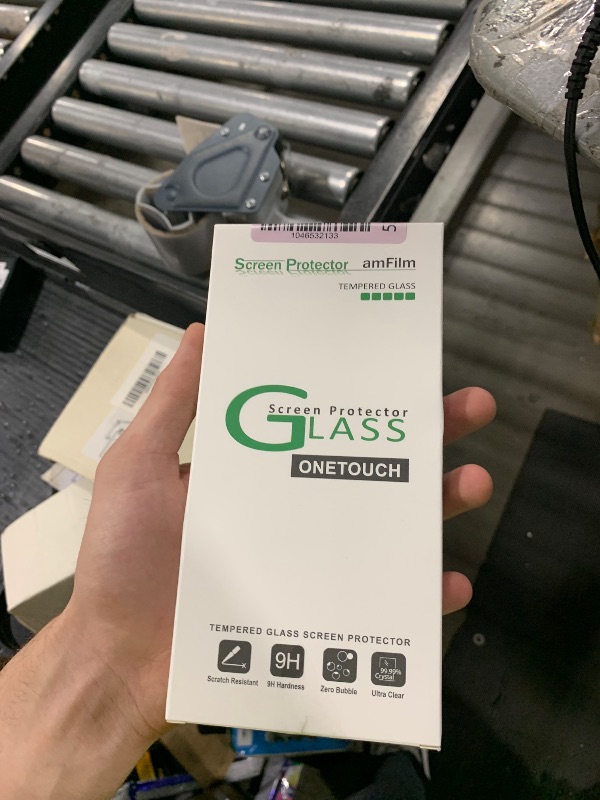 1046532133
5
Screen Protector amFilm
TEMPERED GLASS
Screen Protector
GLASS
ONETOUCH
TEMPERED GLASS SCREEN PROTECTOR
9H
99.99%
Crystal
Scratch Resistant 9H Hardness Zero Bubble Ultra Clear